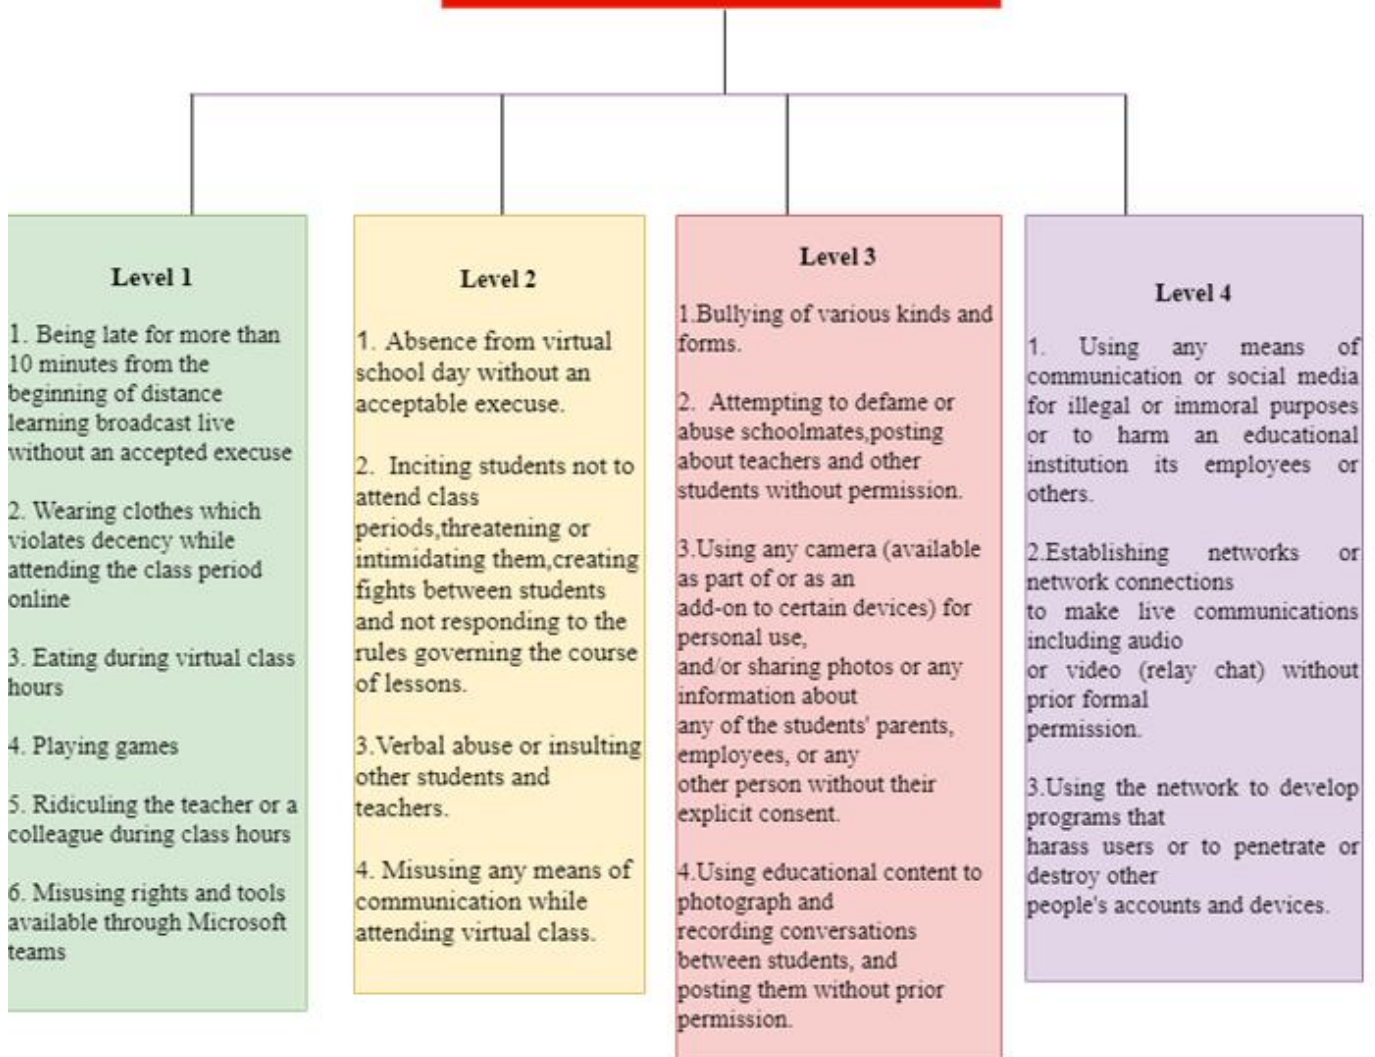 Level 1
1. Being late for more than
10 minutes from the
beginning of distance
learning broadcast live
without an accepted execuse
2. Wearing clothes which
violates decency while
attending the class period
online
3. Eating during virtual class
hours
4. Playing games
5. Ridiculing the teacher or a
colleague during class hours
6. Misusing rights and tools
available through Microsoft
teams
Level 2
1. Absence from virtual
school day without an
acceptable execuse.
2. Inciting students not to
attend class
periods,threatening or
intimidating them,creating
fights between students
and not responding to the
rules governing the course
of lessons.
3.Verbal abuse or insulting
other students and
teachers.
4. Misusing any means of
communication while
attending virtual class.
Level 3
1.Bullying of various kinds and
forms.
2. Attempting to defame or
abuse schoolmates,posting
about teachers and other
students without permission.
3.Using any camera (available
as part of or as an
add-on to certain devices) for
personal use,
and/or sharing photos or any
information about
any of the students' parents,
employees, or any
other person without their
explicit consent.
4.Using educational content to
photograph and
recording conversations
between students, and
posting them without prior
permission.
Level 4
1. Using any means of
communication or social media
for illegal or immoral purposes
or to harm an educational
institution its employees or
others.
2.Establishing networks or
network connections
to make live communications
including audio
or video (relay chat) without
prior formal
permission.
3.Using the network to develop
programs that
harass users or to penetrate or
destroy other
people's accounts and devices.